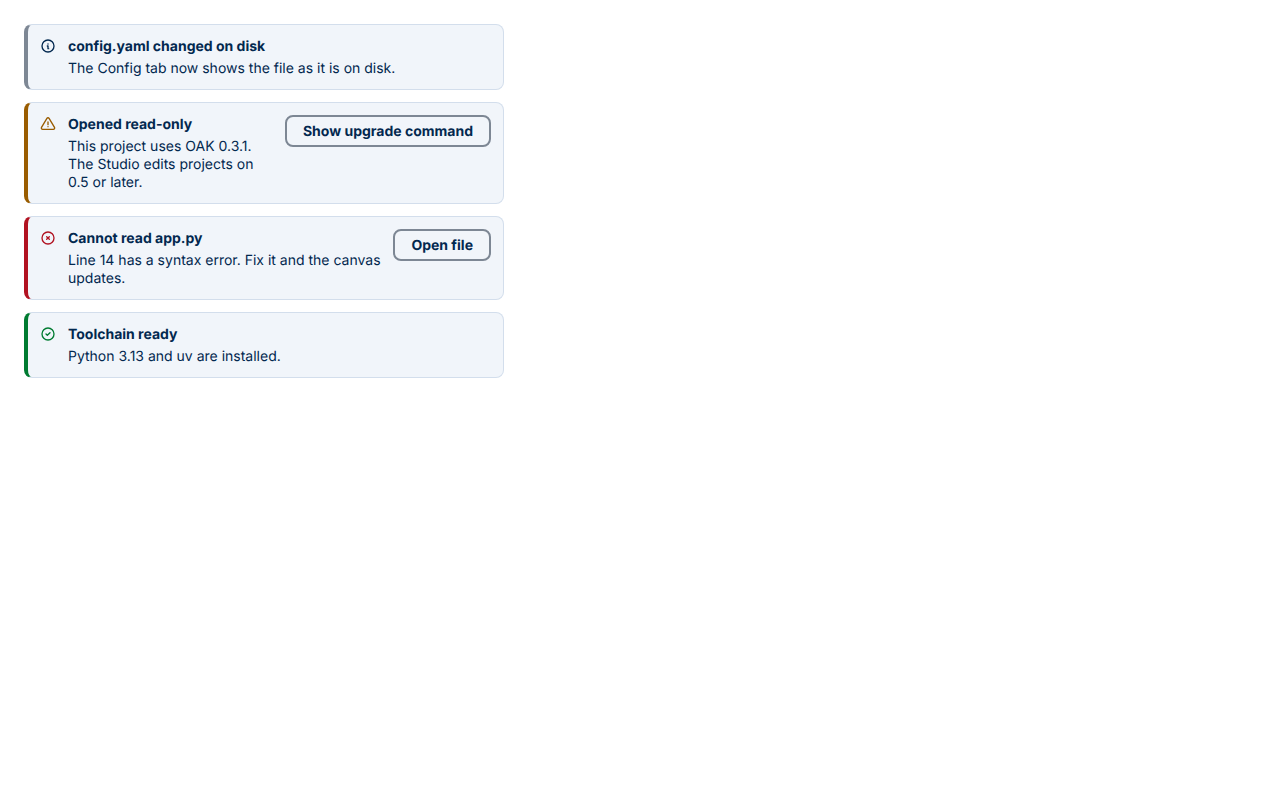 config.yaml changed on disk
The Config tab now shows the file as it is on disk.
Opened read-only
Show upgrade command
This project uses OAK 0.3.1.
The Studio edits projects on
0.5 or later.
Cannot read app.py
Open file
Line 14 has a syntax error. Fix it and the canvas
updates.
Toolchain ready
Python 3.13 and uv are installed.